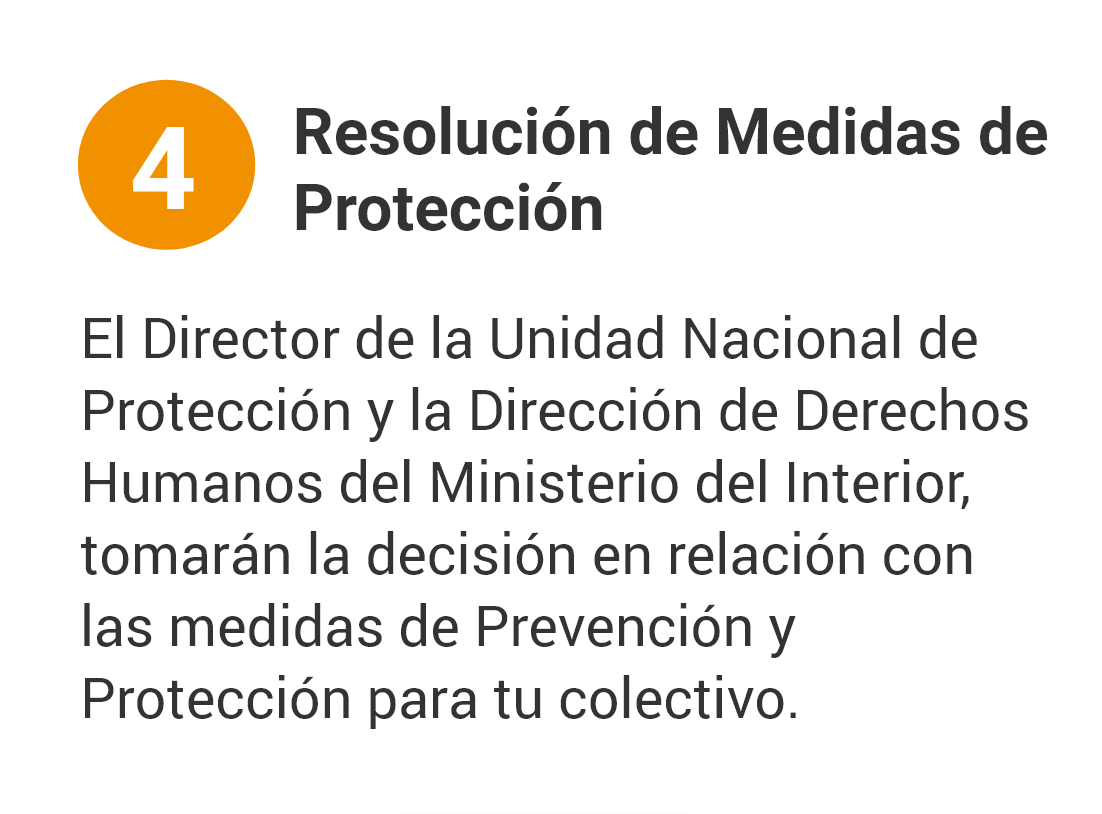 4
Resolución de Medidas de
Protección
El Director de la Unidad Nacional de
Protección y la Dirección de Derechos
Humanos del Ministerio del Interior,
tomarán la decisión en relación con
las medidas de Prevención y
Protección para tu colectivo.